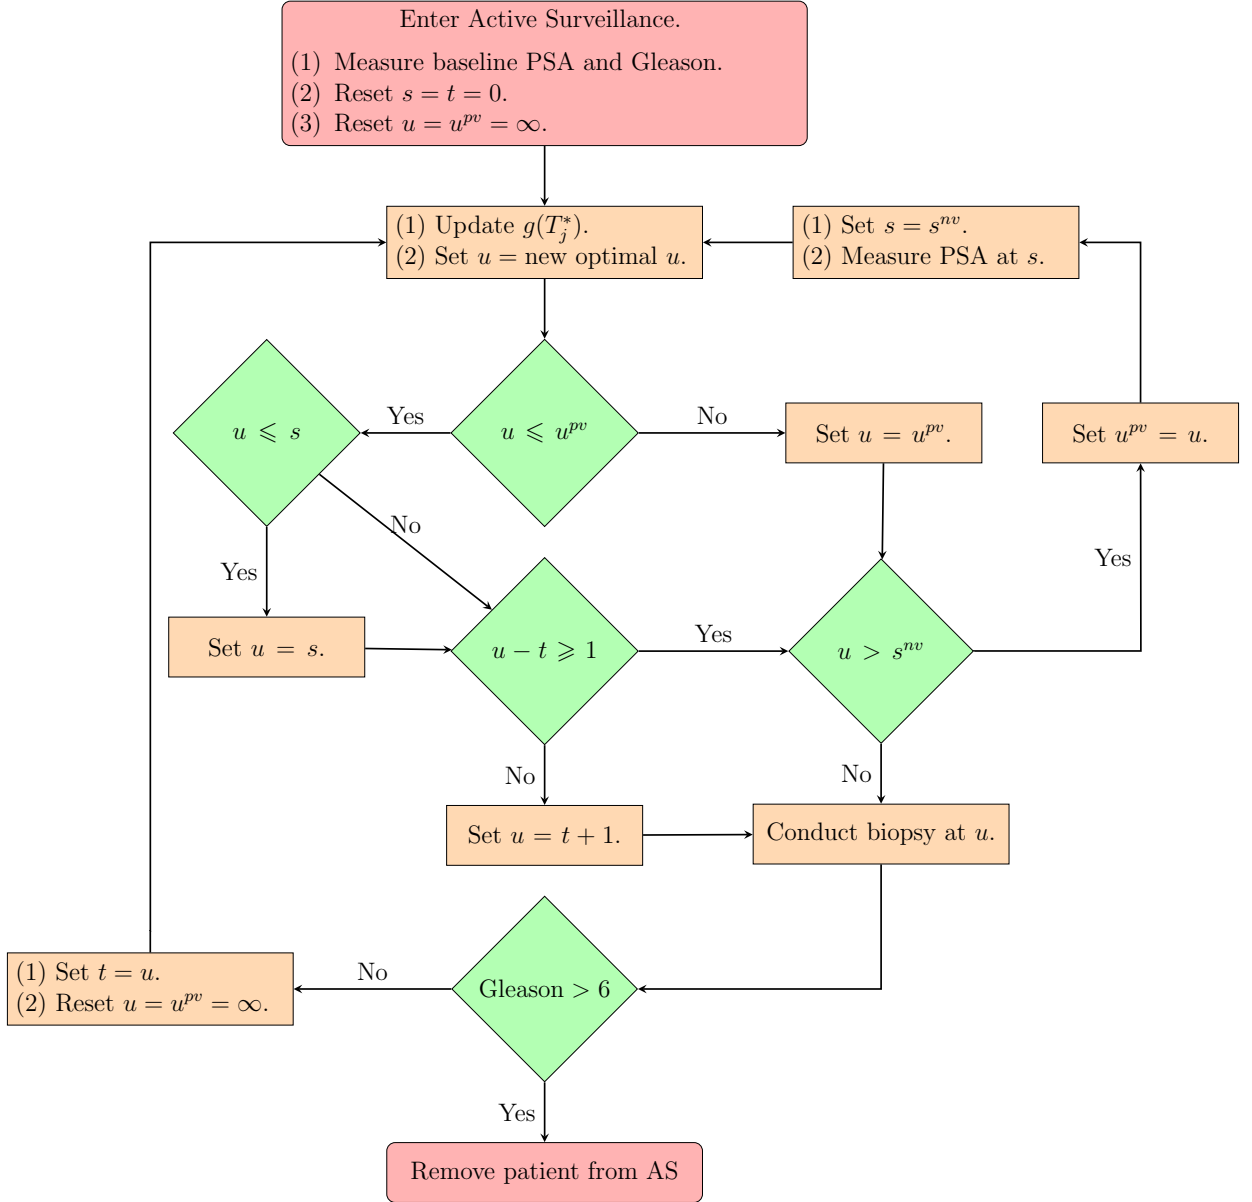 Enter Active Surveillance.
(1) Measure baseline PSA and Gleason.
(2) Reset s = t = 0.
(3) Reset u = u^{pv} = ∞.
(1) Update g(T_j^*).
(2) Set u = new optimal u.
(1) Set s = s^{nv}.
(2) Measure PSA at s.
u ⩽ s
Yes
u ⩽ u^{pv}
No
Set u = u^{pv}.
Set u^{pv} = u.
No
Yes
Yes
Set u = s.
u − t ⩾ 1
Yes
u > s^{nv}
No
No
Set u = t + 1.
Conduct biopsy at u.
(1) Set t = u.
(2) Reset u = u^{pv} = ∞.
No
Gleason > 6
Yes
Remove patient from AS